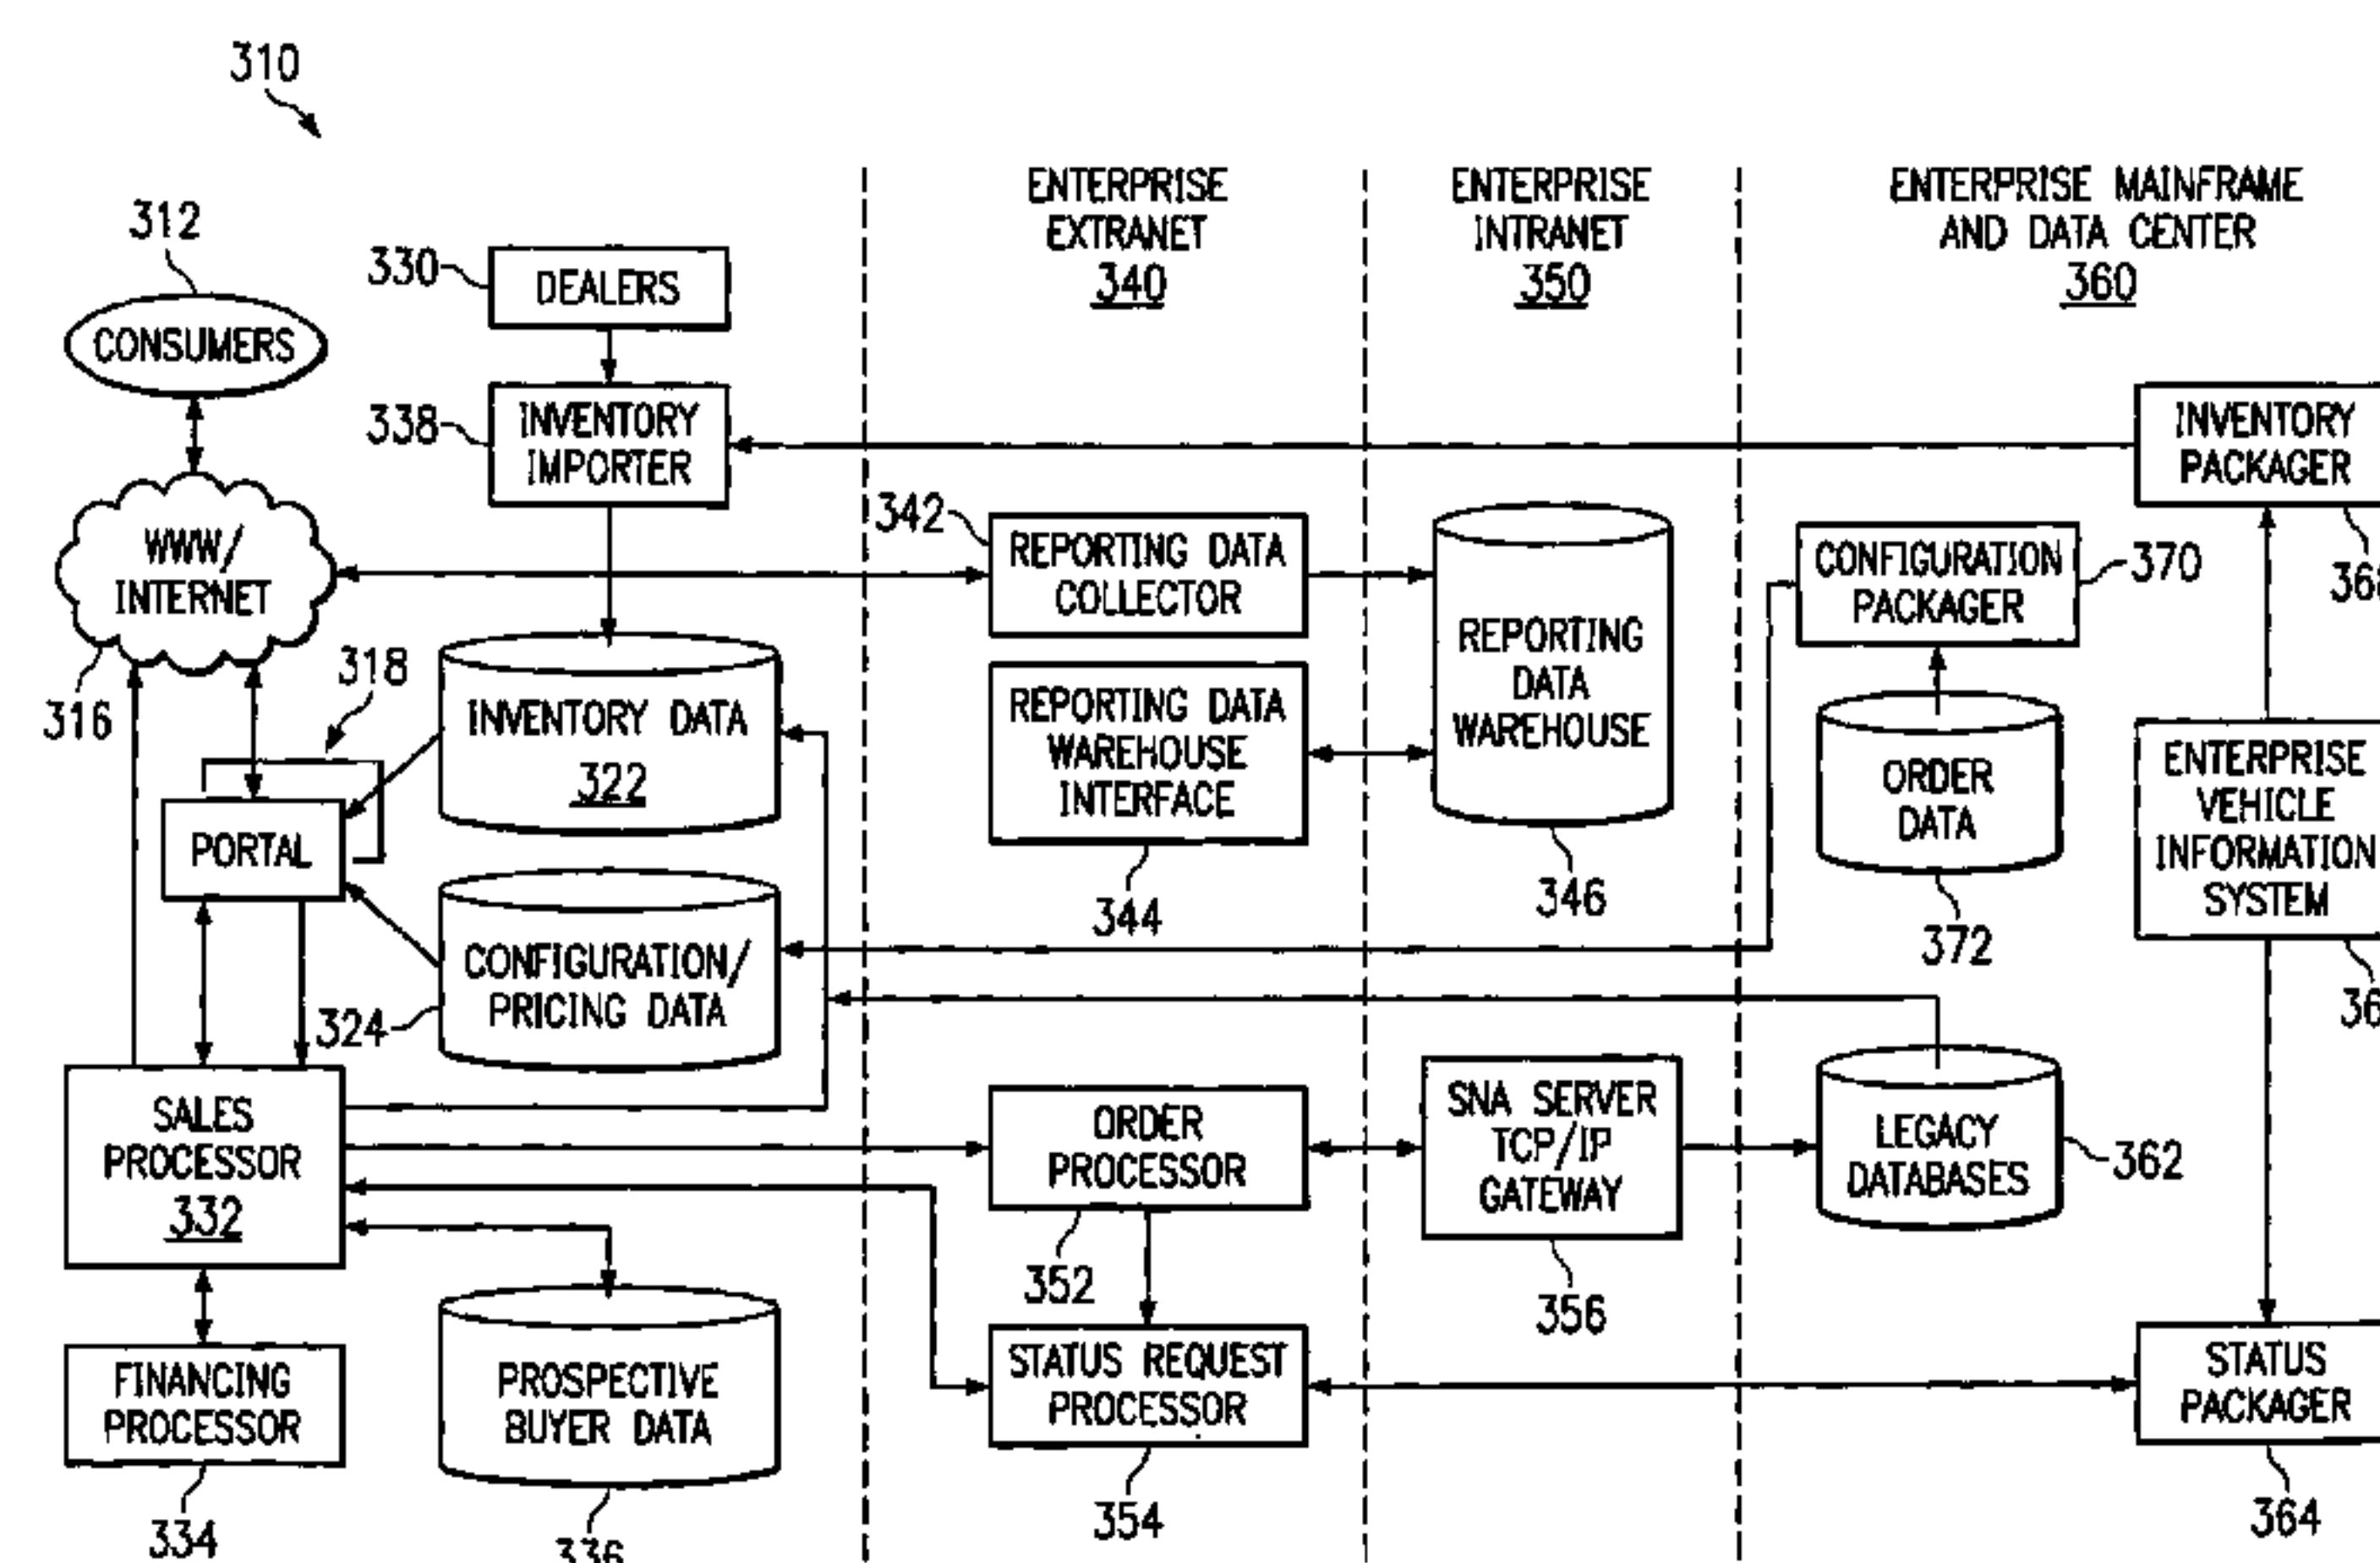 310
312
CONSUMERS
WWW/
INTERNET
316
318
PORTAL
330
DEALERS
338
INVENTORY
IMPORTER
INVENTORY DATA
322
CONFIGURATION/
PRICING DATA
324
SALES
PROCESSOR
332
FINANCING
PROCESSOR
334
PROSPECTIVE
BUYER DATA
336
ENTERPRISE
EXTRANET
340
342
REPORTING DATA
COLLECTOR
REPORTING DATA
WAREHOUSE
INTERFACE
344
ORDER
PROCESSOR
352
STATUS REQUEST
PROCESSOR
354
ENTERPRISE
INTRANET
350
REPORTING
DATA
WAREHOUSE
346
SNA SERVER
TCP/IP
GATEWAY
356
ENTERPRISE MAINFRAME
AND DATA CENTER
360
INVENTORY
PACKAGER
CONFIGURATION
PACKAGER
370
ORDER
DATA
372
ENTERPRISE
VEHICLE
INFORMATION
SYSTEM
LEGACY
DATABASES
362
STATUS
PACKAGER
364